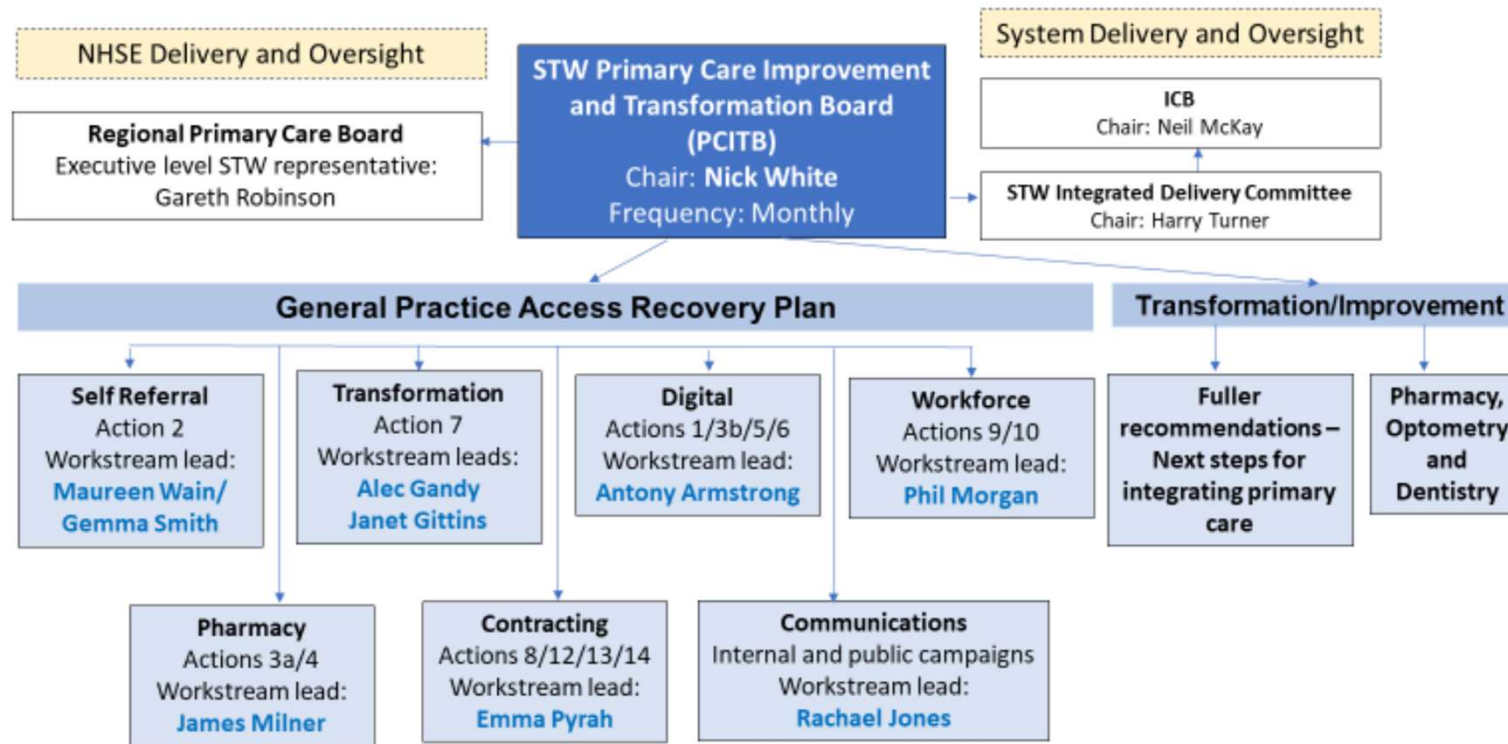 NHSE Delivery and Oversight
System Delivery and Oversight
STW Primary Care Improvement
and Transformation Board
(PCITB)
Chair: Nick White
Frequency: Monthly
Regional Primary Care Board
Executive level STW representative:
Gareth Robinson
ICB
Chair: Neil McKay
STW Integrated Delivery Committee
Chair: Harry Turner
General Practice Access Recovery Plan
Transformation/Improvement
Self Referral
Action 2
Workstream lead:
Maureen Wain/
Gemma Smith
Transformation
Action 7
Workstream leads:
Alec Gandy
Janet Gittins
Digital
Actions 1/3b/5/6
Workstream lead:
Antony Armstrong
Workforce
Actions 9/10
Workstream lead:
Phil Morgan
Fuller
recommendations –
Next steps for
integrating primary
care
Pharmacy,
Optometry
and
Dentistry
Pharmacy
Actions 3a/4
Workstream lead:
James Milner
Contracting
Actions 8/12/13/14
Workstream lead:
Emma Pyrah
Communications
Internal and public campaigns
Workstream lead:
Rachael Jones